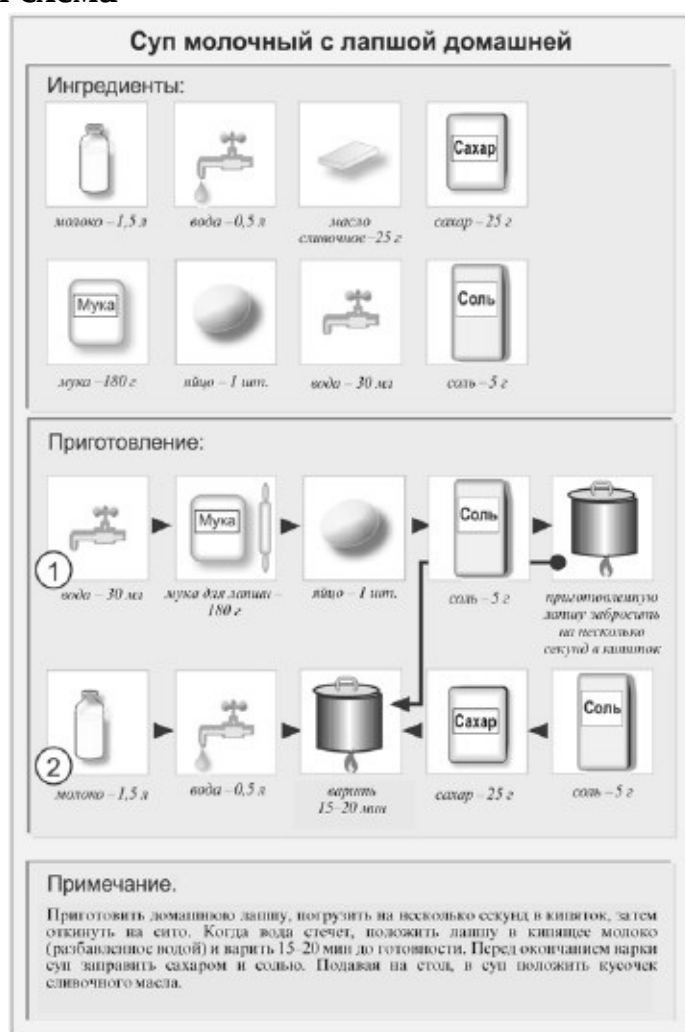 Суп молочный с лапшой домашней
Ингредиенты:
Сахар
молоко – 1,5 л
вода – 0,5 л
масло
сливочное – 25 г
сахар – 25 г
Мука
Соль
мука – 180 г
яйцо – 1 шт.
вода – 30 мл
соль – 5 г
Приготовление:
Мука
Соль
1
вода – 30 мл
мука для лапши –
180 г
яйцо – 1 шт.
соль – 5 г
приготовленную
лапшу забросить
на несколько
секунд в кипяток
Сахар
Соль
2
молоко – 1,5 л
вода – 0,5 л
варить
15–20 мин
сахар – 25 г
соль – 5 г
Примечание.
Приготовить домашнюю лапшу, погрузить на несколько секунд в кипяток, затем
откинуть на сито. Когда вода стечет, положить лапшу в кипящее молоко
(разбавленное водой) и варить 15–20 мин до готовности. Перед окончанием варки
суп заправить сахаром и солью. Подавая на стол, в суп положить кусочек
сливочного масла.